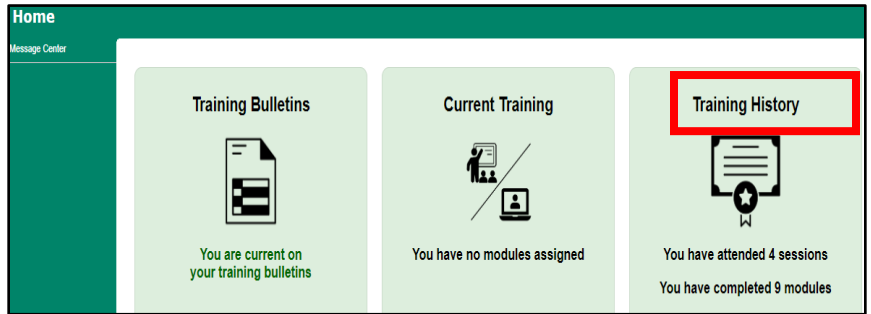 Home
Message Center
Training Bulletins
You are current on
your training bulletins
Current Training
You have no modules assigned
Training History
You have attended 4 sessions
You have completed 9 modules